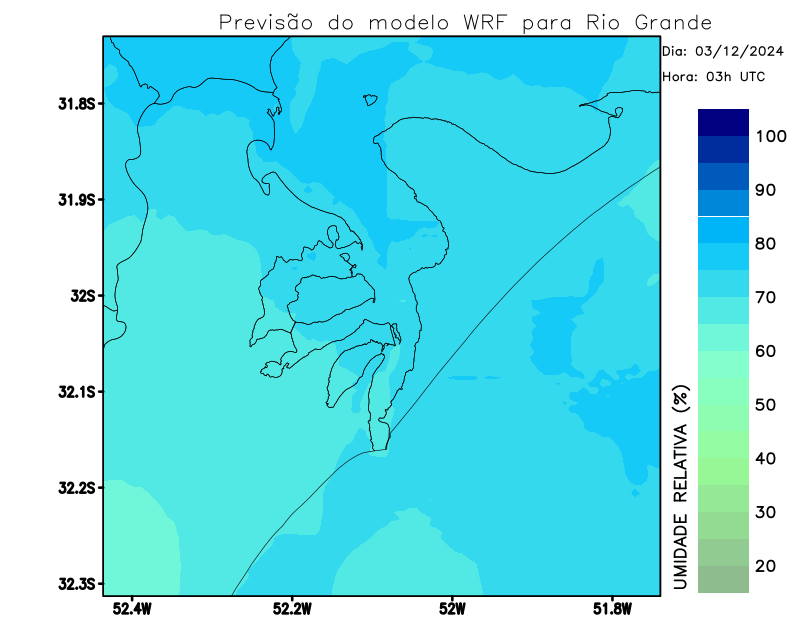 Previsão do modelo WRF para Rio Grande
Dia: 03/12/2024
Hora: 03h UTC
31.8S
31.9S
32S
32.1S
32.2S
32.3S
52.4W
52.2W
52W
51.8W
UMIDADE RELATIVA (%)
100
90
80
70
60
50
40
30
20